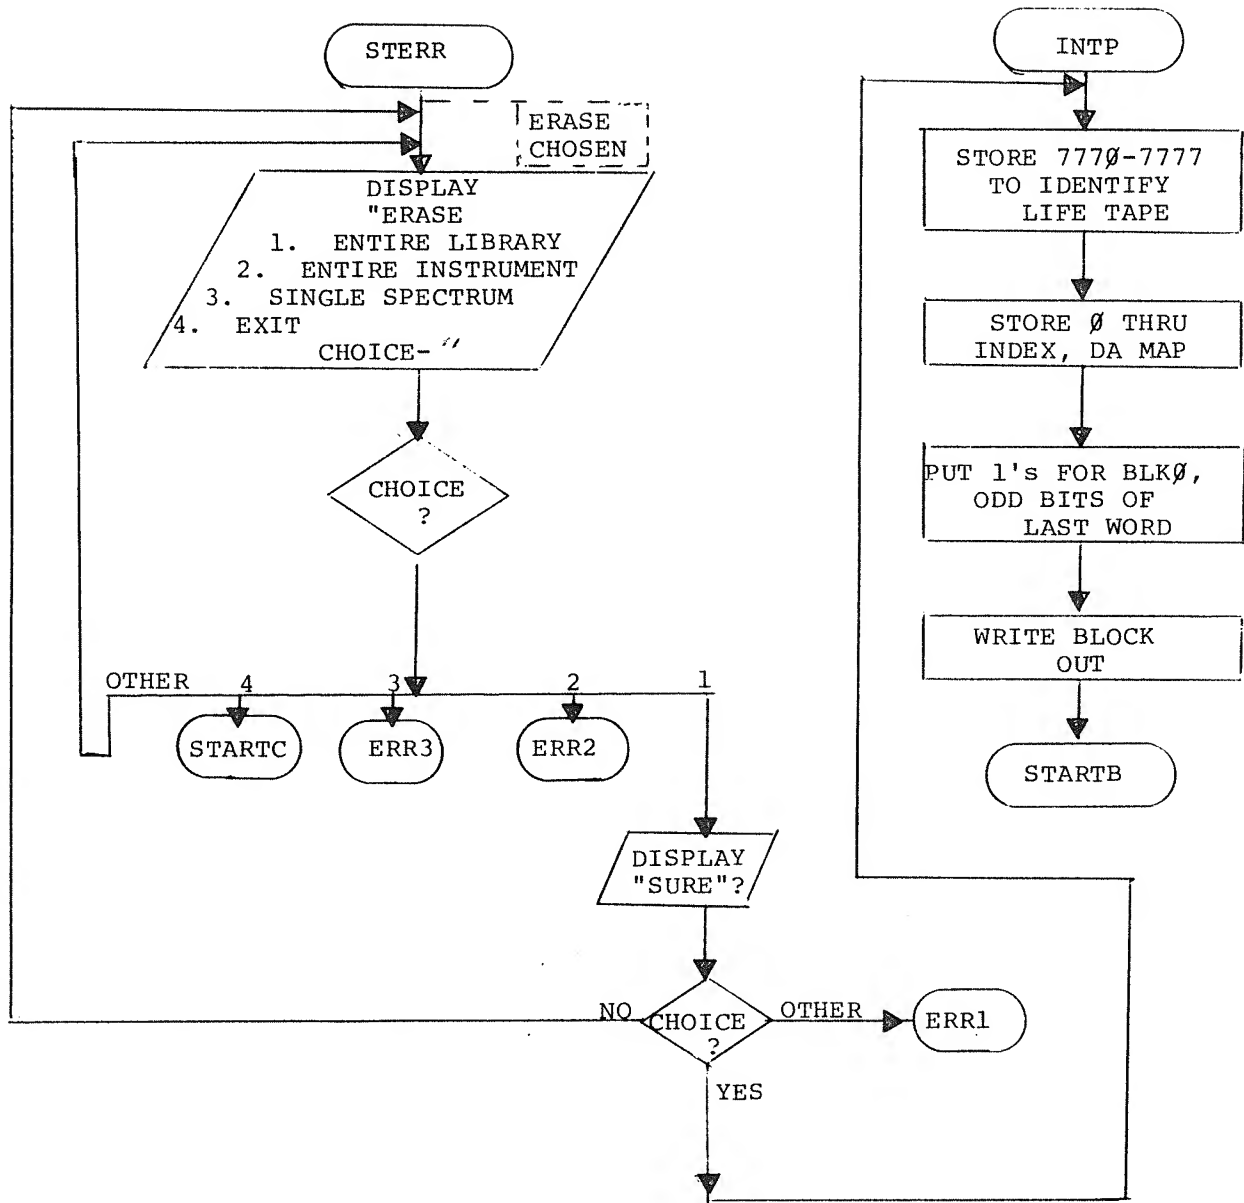 STERR
ERASE
CHOSEN
DISPLAY
"ERASE
1. ENTIRE LIBRARY
2. ENTIRE INSTRUMENT
3. SINGLE SPECTRUM
4. EXIT
CHOICE- "
CHOICE
?
OTHER 4 3 2 1
STARTC
ERR3
ERR2
DISPLAY
"SURE"?
NO
CHOICE
?
OTHER
ERR1
YES
INTP
STORE 777Ø-7777
TO IDENTIFY
LIFE TAPE
STORE Ø THRU
INDEX, DA MAP
PUT 1's FOR BLKØ,
ODD BITS OF
LAST WORD
WRITE BLOCK
OUT
STARTB